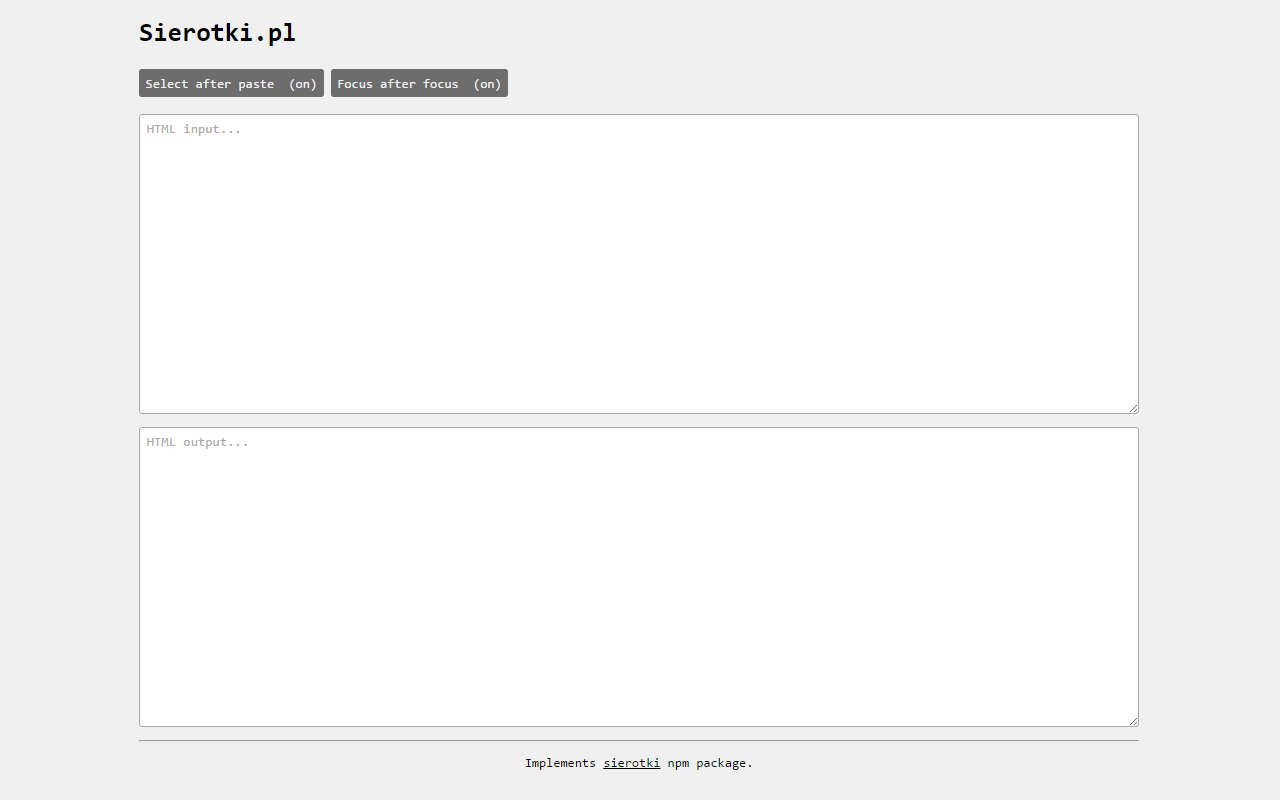 Sierotki.pl
Select after paste (on) Focus after focus (on)
HTML input...
HTML output...
Implements sierotki npm package.